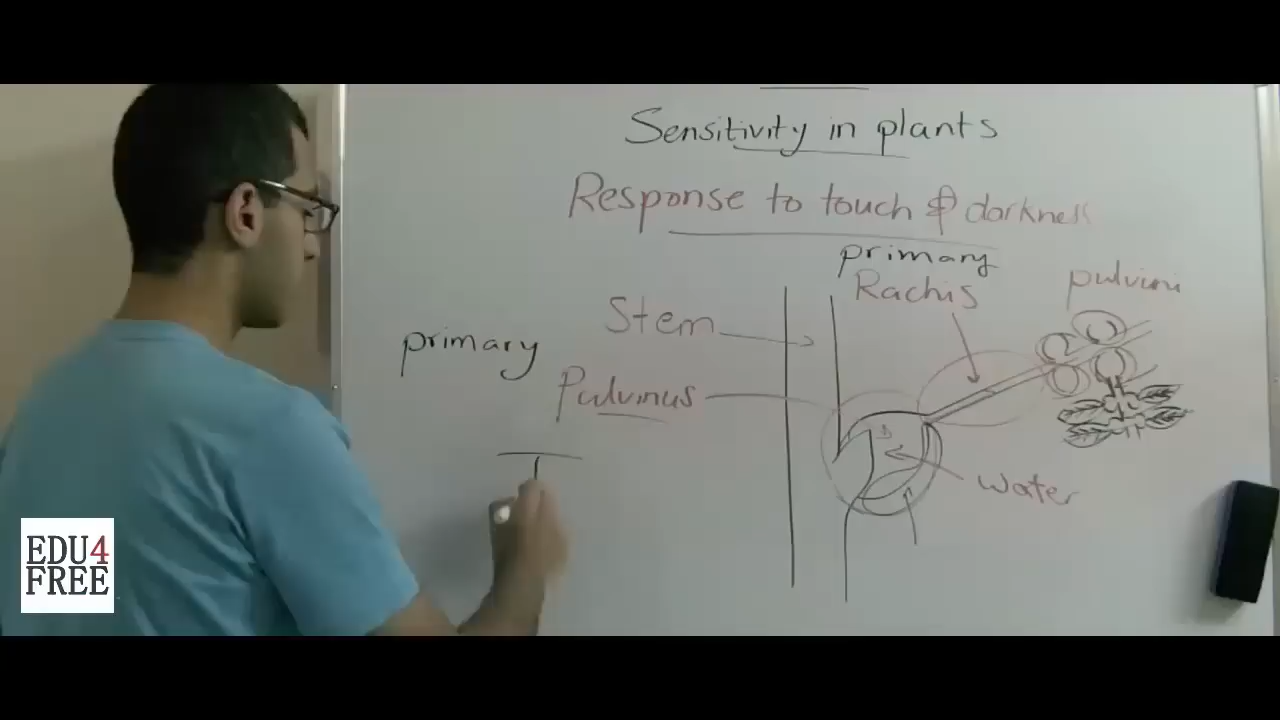 Sensitivity in plants
Response to touch & darkness
primary
Rachis
pulvini
Stem
primary
Pulvinus
water
EDU4
FREE